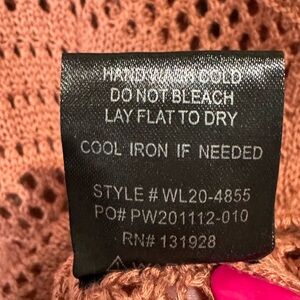 HAND WASH COLD
DO NOT BLEACH
LAY FLAT TO DRY
COOL IRON IF NEEDED
STYLE # WL20-4855
PO# PW201112-010
RN# 131928